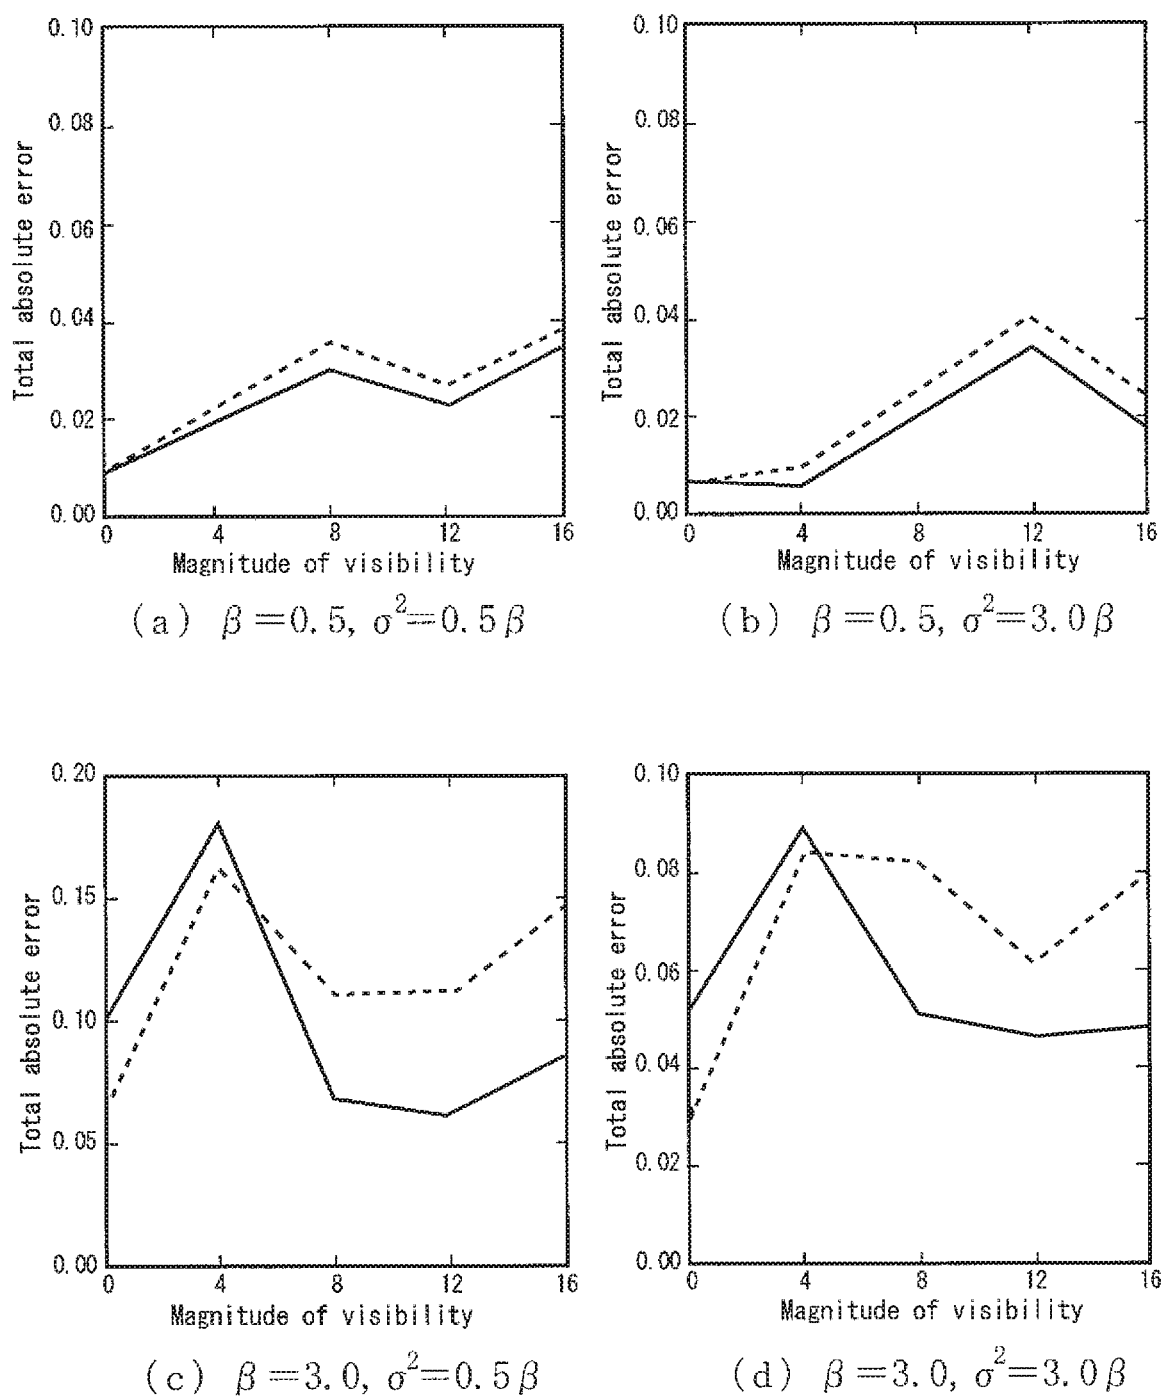 0.10
0.08
0.06
0.04
0.02
0.00
Total absolute error
0 4 8 12 16
Magnitude of visibility
(a) β=0.5, σ²=0.5β
0.10
0.08
0.06
0.04
0.02
0.00
Total absolute error
0 4 8 12 16
Magnitude of visibility
(b) β=0.5, σ²=3.0β
0.20
0.15
0.10
0.05
0.00
Total absolute error
0 4 8 12 16
Magnitude of visibility
(c) β=3.0, σ²=0.5β
0.10
0.08
0.06
0.04
0.02
0.00
Total absolute error
0 4 8 12 16
Magnitude of visibility
(d) β=3.0, σ²=3.0β